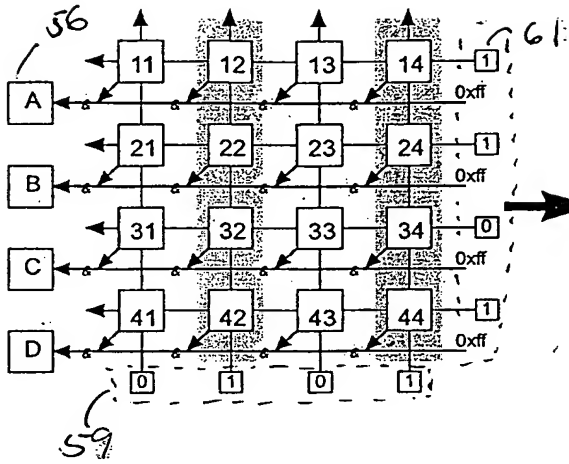 56
61
11 12 13 14 1
A & & & & 0xff
21 22 23 24 1
B & & & & 0xff
31 32 33 34 0
C & & & & 0xff
41 42 43 44 1
D & & & & 0xff
0 1 0 1
59